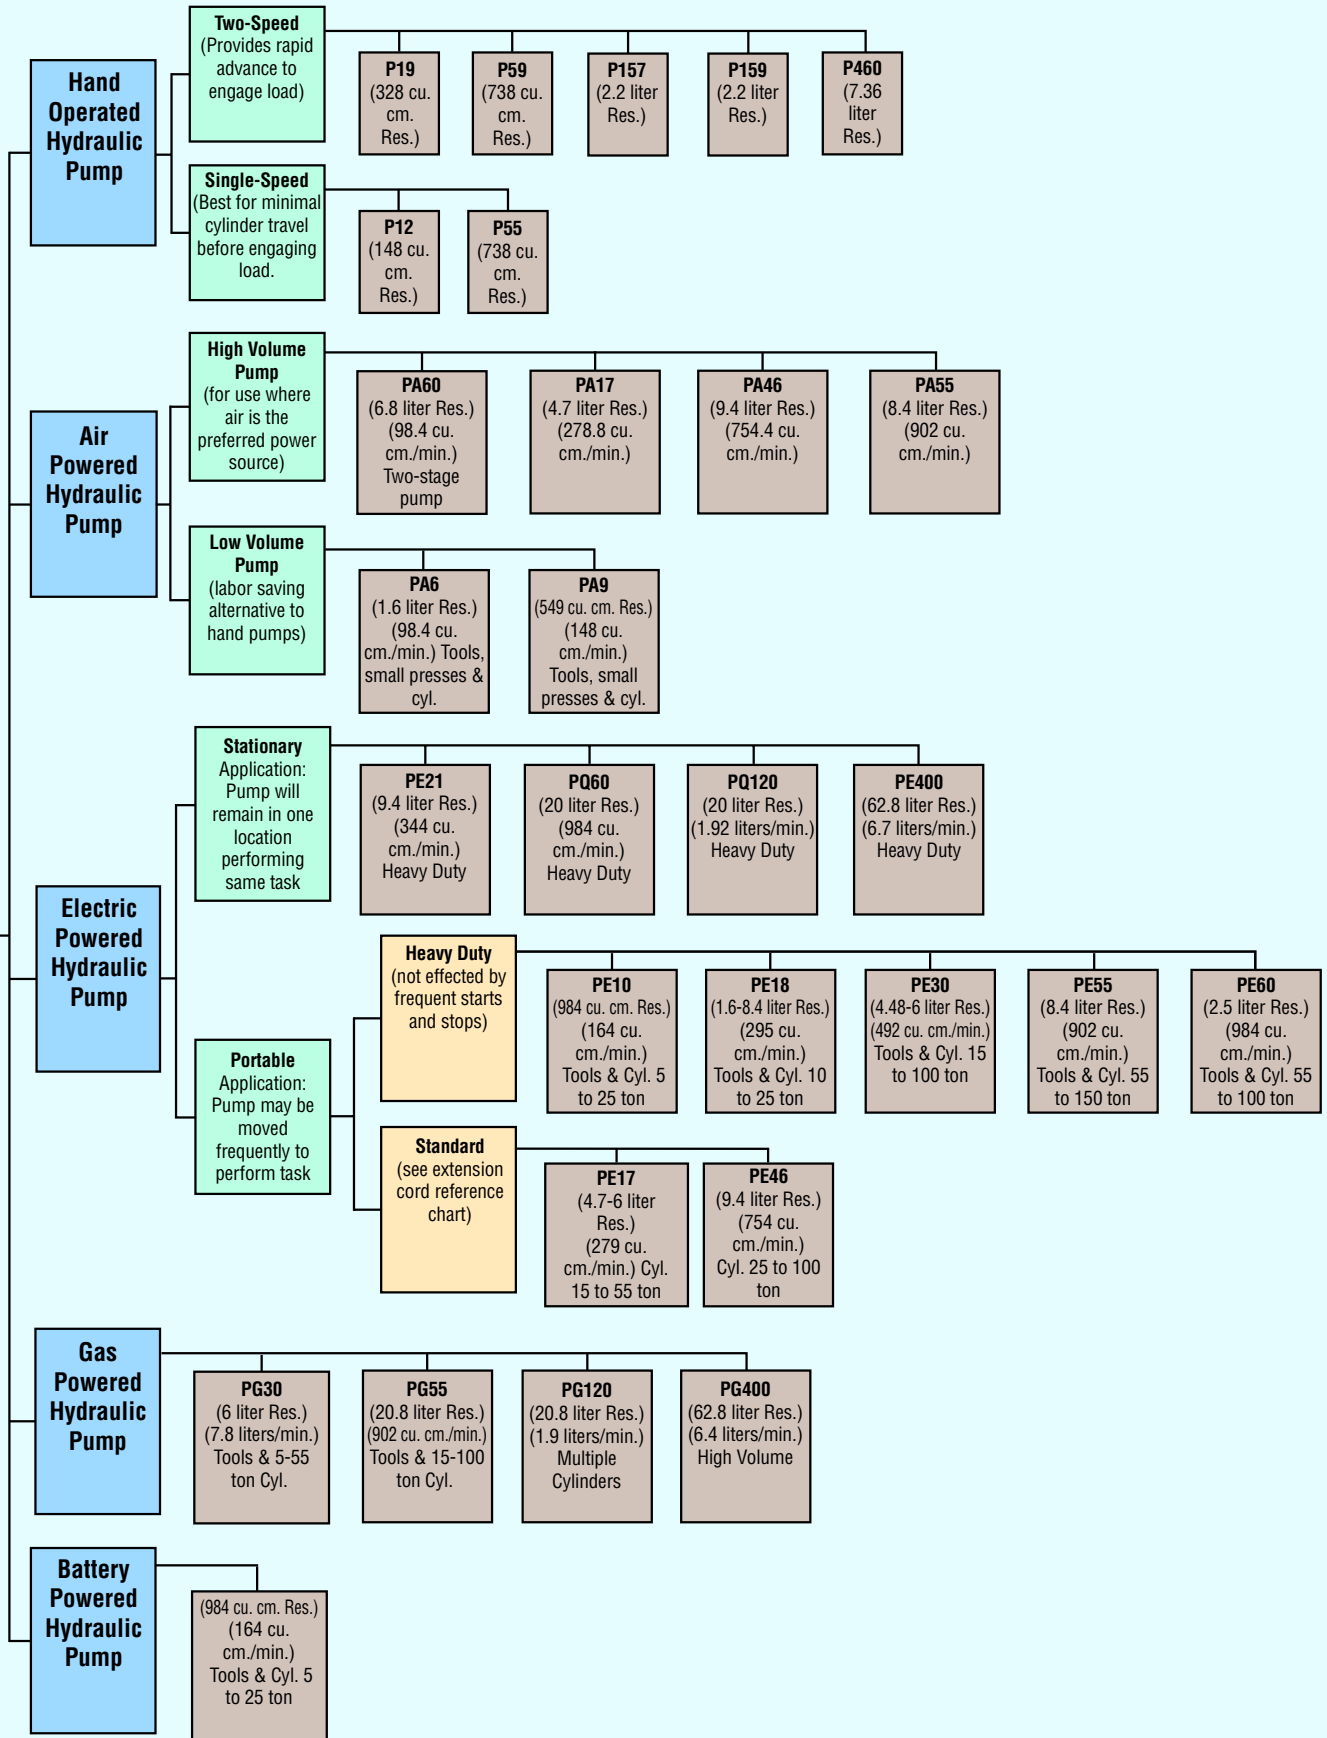 Hand
Operated
Hydraulic
Pump
Two-Speed
(Provides rapid
advance to
engage load)
P19
(328 cu.
cm.
Res.)
P59
(738 cu.
cm.
Res.)
P157
(2.2 liter
Res.)
P159
(2.2 liter
Res.)
P460
(7.36
liter
Res.)
Single-Speed
(Best for minimal
cylinder travel
before engaging
load.
P12
(148 cu.
cm.
Res.)
P55
(738 cu.
cm.
Res.)
Air
Powered
Hydraulic
Pump
High Volume
Pump
(for use where
air is the
preferred power
source)
PA60
(6.8 liter Res.)
(98.4 cu.
cm./min.)
Two-stage
pump
PA17
(4.7 liter Res.)
(278.8 cu.
cm./min.)
PA46
(9.4 liter Res.)
(754.4 cu.
cm./min.)
PA55
(8.4 liter Res.)
(902 cu.
cm./min.)
Low Volume
Pump
(labor saving
alternative to
hand pumps)
PA6
(1.6 liter Res.)
(98.4 cu.
cm./min.) Tools,
small presses &
cyl.
PA9
(549 cu. cm. Res.)
(148 cu.
cm./min.)
Tools, small
presses & cyl.
Electric
Powered
Hydraulic
Pump
Stationary
Application:
Pump will
remain in one
location
performing
same task
PE21
(9.4 liter Res.)
(344 cu.
cm./min.)
Heavy Duty
PQ60
(20 liter Res.)
(984 cu.
cm./min.)
Heavy Duty
PQ120
(20 liter Res.)
(1.92 liters/min.)
Heavy Duty
PE400
(62.8 liter Res.)
(6.7 liters/min.)
Heavy Duty
Portable
Application:
Pump may be
moved
frequently to
perform task
Heavy Duty
(not effected by
frequent starts
and stops)
PE10
(984 cu. cm. Res.)
(164 cu.
cm./min.)
Tools & Cyl. 5
to 25 ton
PE18
(1.6-8.4 liter Res.)
(295 cu.
cm./min.)
Tools & Cyl. 10
to 25 ton
PE30
(4.48-6 liter Res.)
(492 cu. cm./min.)
Tools & Cyl. 15
to 100 ton
PE55
(8.4 liter Res.)
(902 cu.
cm./min.)
Tools & Cyl. 55
to 150 ton
PE60
(2.5 liter Res.)
(984 cu.
cm./min.)
Tools & Cyl. 55
to 100 ton
Standard
(see extension
cord reference
chart)
PE17
(4.7-6 liter
Res.)
(279 cu.
cm./min.) Cyl.
15 to 55 ton
PE46
(9.4 liter Res.)
(754 cu.
cm./min.)
Cyl. 25 to 100
ton
Gas
Powered
Hydraulic
Pump
PG30
(6 liter Res.)
(7.8 liters/min.)
Tools & 5-55
ton Cyl.
PG55
(20.8 liter Res.)
(902 cu. cm./min.)
Tools & 15-100
ton Cyl.
PG120
(20.8 liter Res.)
(1.9 liters/min.)
Multiple
Cylinders
PG400
(62.8 liter Res.)
(6.4 liters/min.)
High Volume
Battery
Powered
Hydraulic
Pump
(984 cu. cm. Res.)
(164 cu.
cm./min.)
Tools & Cyl. 5
to 25 ton